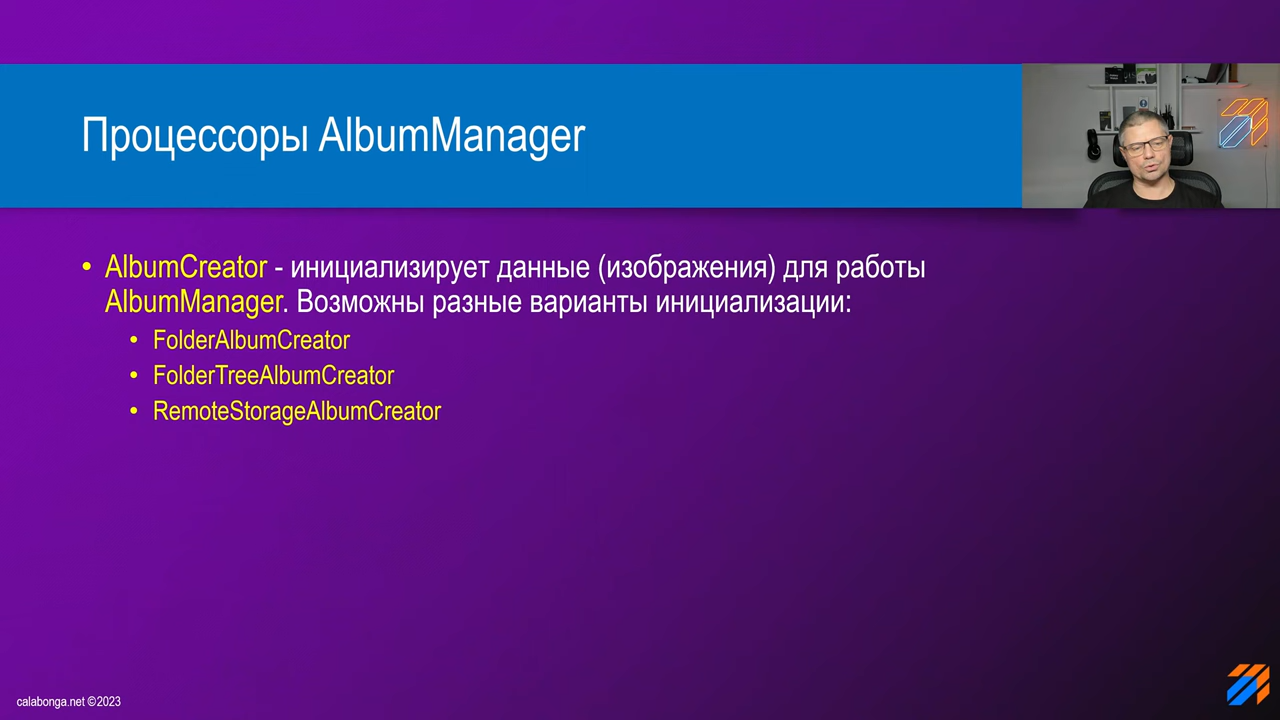 Процессоры AlbumManager
• AlbumCreator - инициализирует данные (изображения) для работы
AlbumManager. Возможны разные варианты инициализации:
• FolderAlbumCreator
• FolderTreeAlbumCreator
• RemoteStorageAlbumCreator
calabonga.net ©2023